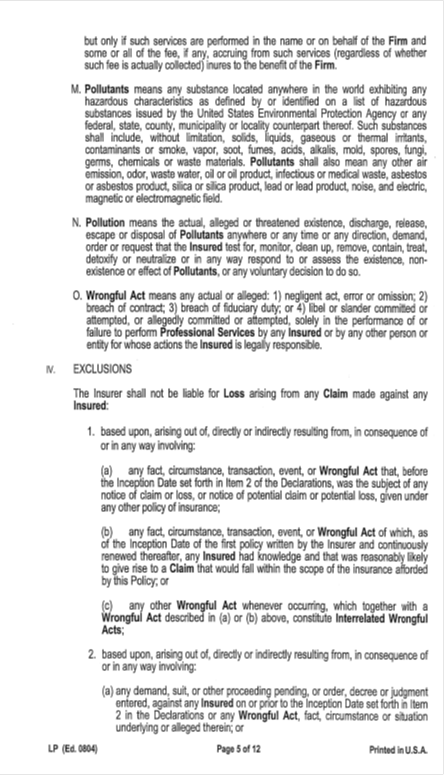 but only if such services are performed in the name or on behalf of the Firm and
some or all of the fee, if any, accruing from such services (regardless of whether
such fee is actually collected) inures to the benefit of the Firm.
M. Pollutants means any substance located anywhere in the world exhibiting any
hazardous characteristics as defined by or identified on a list of hazardous
substances issued by the United States Environmental Protection Agency or any
federal, state, county, municipality or locality counterpart thereof. Such substances
shall include, without limitation, solids, liquids, gaseous or thermal irritants,
contaminants or smoke, vapor, soot, fumes, acids, alkalis, mold, spores, fungi,
germs, chemicals or waste materials. Pollutants shall also mean any other air
emission, odor, waste water, oil or oil product, infectious or medical waste, asbestos
or asbestos product, silica or silica product, lead or lead product, noise, and electric,
magnetic or electromagnetic field.
N. Pollution means the actual, alleged or threatened existence, discharge, release,
escape or disposal of Pollutants anywhere or any time or any direction, demand,
order or request that the Insured test for, monitor, clean up, remove, contain, treat,
detoxify or neutralize or in any way respond to or assess the existence, non-
existence or effect of Pollutants, or any voluntary decision to do so.
O. Wrongful Act means any actual or alleged: 1) negligent act, error or omission; 2)
breach of contract; 3) breach of fiduciary duty; or 4) libel or slander committed or
attempted, or allegedly committed or attempted, solely in the performance of or
failure to perform Professional Services by any Insured or by any other person or
entity for whose actions the Insured is legally responsible.
IV. EXCLUSIONS
The Insurer shall not be liable for Loss arising from any Claim made against any
Insured:
1. based upon, arising out of, directly or indirectly resulting from, in consequence of
or in any way involving:
(a) any fact, circumstance, transaction, event, or Wrongful Act that, before
the Inception Date set forth in Item 2 of the Declarations, was the subject of any
notice of claim or loss, or notice of potential claim or potential loss, given under
any other policy of insurance;
(b) any fact, circumstance, transaction, event, or Wrongful Act of which, as
of the Inception Date of the first policy written by the Insurer and continuously
renewed thereafter, any Insured had knowledge and that was reasonably likely
to give rise to a Claim that would fall within the scope of the insurance afforded
by this Policy; or
(c) any other Wrongful Act whenever occurring, which together with a
Wrongful Act described in (a) or (b) above, constitute Interrelated Wrongful
Acts;
2. based upon, arising out of, directly or indirectly resulting from, in consequence of
or in any way involving:
(a) any demand, suit, or other proceeding pending, or order, decree or judgment
entered, against any Insured on or prior to the Inception Date set forth in Item
2 in the Declarations or any Wrongful Act, fact, circumstance or situation
underlying or alleged therein; or
LP (Ed. 0804) Page 5 of 12 Printed in U.S.A.